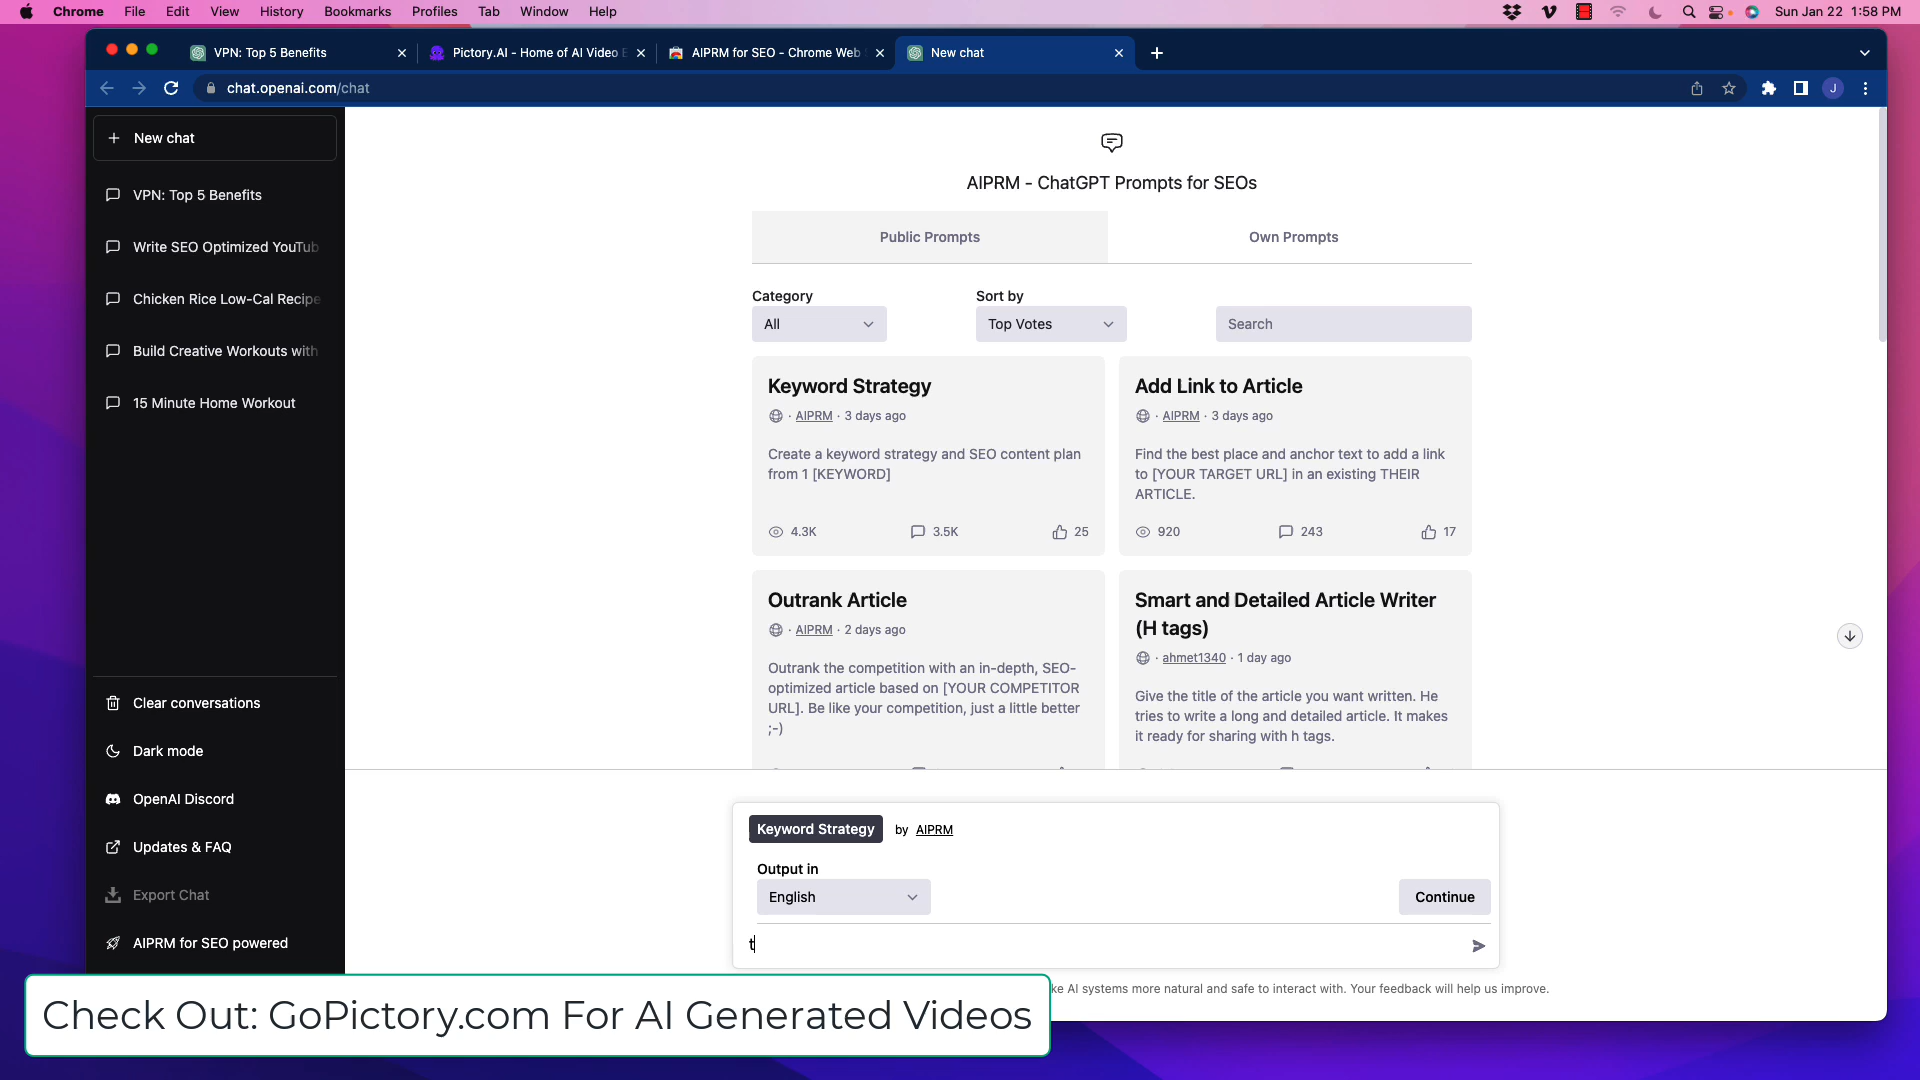 Chrome File Edit View History Bookmarks Profiles Tab Window Help Sun Jan 22 1:58 PM
VPN: Top 5 Benefits
Pictory.AI - Home of AI Video E
AIPRM for SEO - Chrome Web
New chat
chat.openai.com/chat
J
New chat
VPN: Top 5 Benefits
Write SEO Optimized YouTub
Chicken Rice Low-Cal Recipe
Build Creative Workouts with
15 Minute Home Workout
Clear conversations
Dark mode
OpenAI Discord
Updates & FAQ
Export Chat
AIPRM for SEO powered
AIPRM - ChatGPT Prompts for SEOs
Public Prompts Own Prompts
Category Sort by
All Top Votes Search
Keyword Strategy
· AIPRM · 3 days ago
Create a keyword strategy and SEO content plan
from 1 [KEYWORD]
4.3K 3.5K 25
Add Link to Article
· AIPRM · 3 days ago
Find the best place and anchor text to add a link
to [YOUR TARGET URL] in an existing THEIR
ARTICLE.
920 243 17
Outrank Article
· AIPRM · 2 days ago
Outrank the competition with an in-depth, SEO-
optimized article based on [YOUR COMPETITOR
URL]. Be like your competition, just a little better
;-)
Smart and Detailed Article Writer
(H tags)
· ahmet1340 · 1 day ago
Give the title of the article you want written. He
tries to write a long and detailed article. It makes
it ready for sharing with h tags.
Keyword Strategy by AIPRM
Output in
English Continue
t
ke AI systems more natural and safe to interact with. Your feedback will help us improve.
Check Out: GoPictory.com For AI Generated Videos